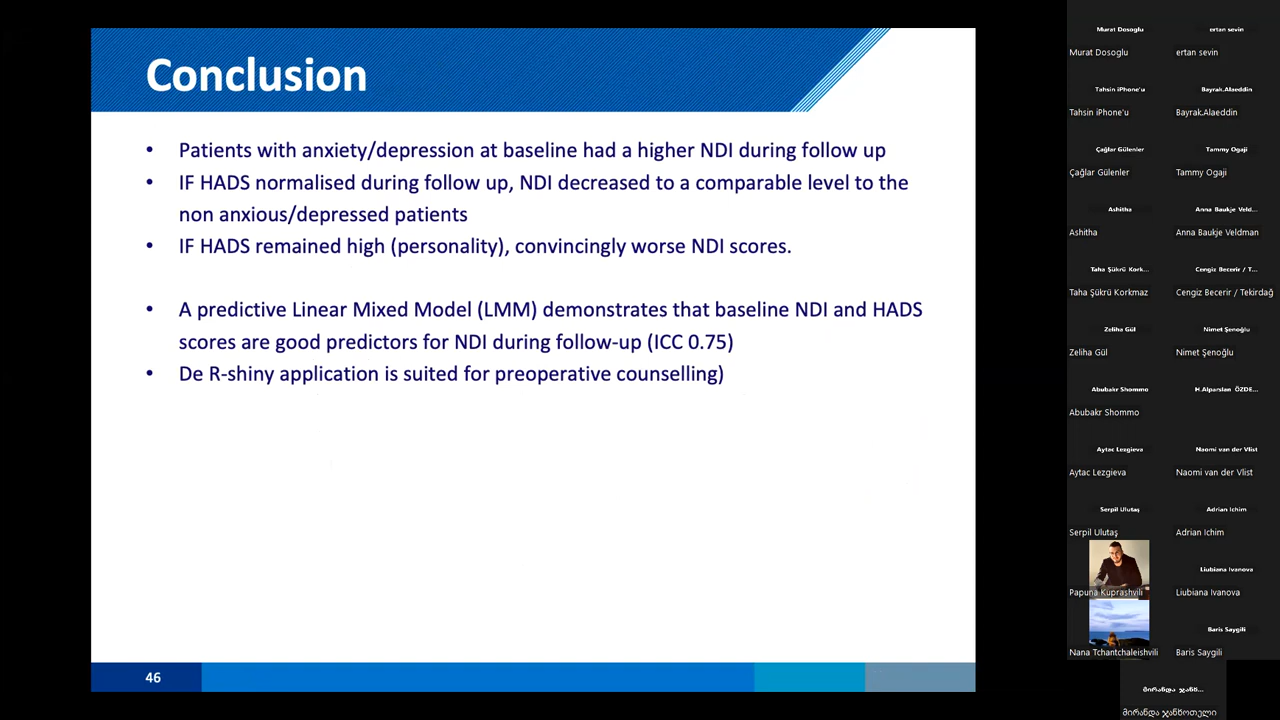 Conclusion
• Patients with anxiety/depression at baseline had a higher NDI during follow up
• IF HADS normalised during follow up, NDI decreased to a comparable level to the
non anxious/depressed patients
• IF HADS remained high (personality), convincingly worse NDI scores.
• A predictive Linear Mixed Model (LMM) demonstrates that baseline NDI and HADS
scores are good predictors for NDI during follow-up (ICC 0.75)
• De R-shiny application is suited for preoperative counselling)
46
Murat Dosoglu
ertan sevin
Murat Dosoglu
ertan sevin
Tahsin iPhone'u
Bayrak.Alaeddin
Tahsin iPhone'u
Bayrak.Alaeddin
Çağlar Gülenler
Tammy Ogaji
Çağlar Gülenler
Tammy Ogaji
Ashitha
Anna Baukje Veld...
Ashitha
Anna Baukje Veldman
Taha Şükrü Kork...
Cengiz Becerir / T...
Taha Şükrü Korkmaz
Cengiz Becerir / Tekirdağ
Zeliha Gül
Nimet Şenoğlu
Zeliha Gül
Nimet Şenoğlu
Abubakr Shommo
H.Alparslan ÖZDE...
Abubakr Shommo
Aytac Lezgieva
Naomi van der Vlist
Aytac Lezgieva
Naomi van der Vlist
Serpil Ulutaş
Adrian Ichim
Serpil Ulutaş
Adrian Ichim
Liubiana Ivanova
Papuna Kuprashvili
Liubiana Ivanova
Baris Saygili
Nana Tchantchaleishvili
Baris Saygili
მირანდა ჯანხ...
მირანდა ჯანხოთელი